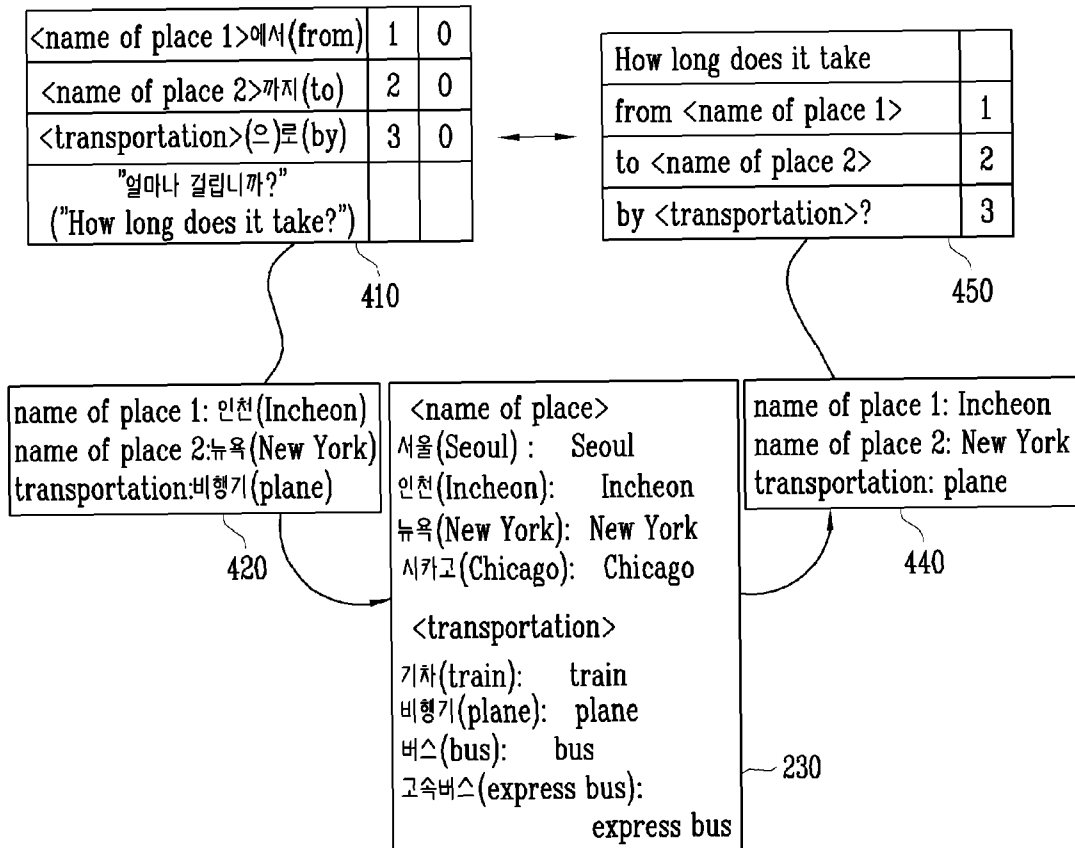 <name of place 1>에서(from) 1 0
<name of place 2>까지(to) 2 0
<transportation>(으)로(by) 3 0
"얼마나 걸립니까?"
("How long does it take?")
410
How long does it take
from <name of place 1> 1
to <name of place 2> 2
by <transportation>? 3
450
name of place 1: 인천(Incheon)
name of place 2:뉴욕(New York)
transportation:비행기(plane)
420
<name of place>
서울(Seoul) : Seoul
인천(Incheon): Incheon
뉴욕(New York): New York
시카고(Chicago): Chicago
<transportation>
기차(train): train
비행기(plane): plane
버스(bus): bus
고속버스(express bus):
express bus
230
name of place 1: Incheon
name of place 2: New York
transportation: plane
440